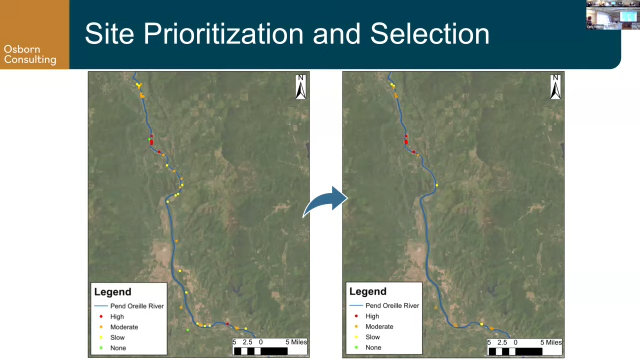 Osborn
Consulting
Site Prioritization and Selection
N
Legend
Pend Oreille River
High
Moderate
Slow
None
5 2.5 0 5 Miles
N
Legend
Pend Oreille River
High
Moderate
Slow
None
5 2.5 0 5 Miles